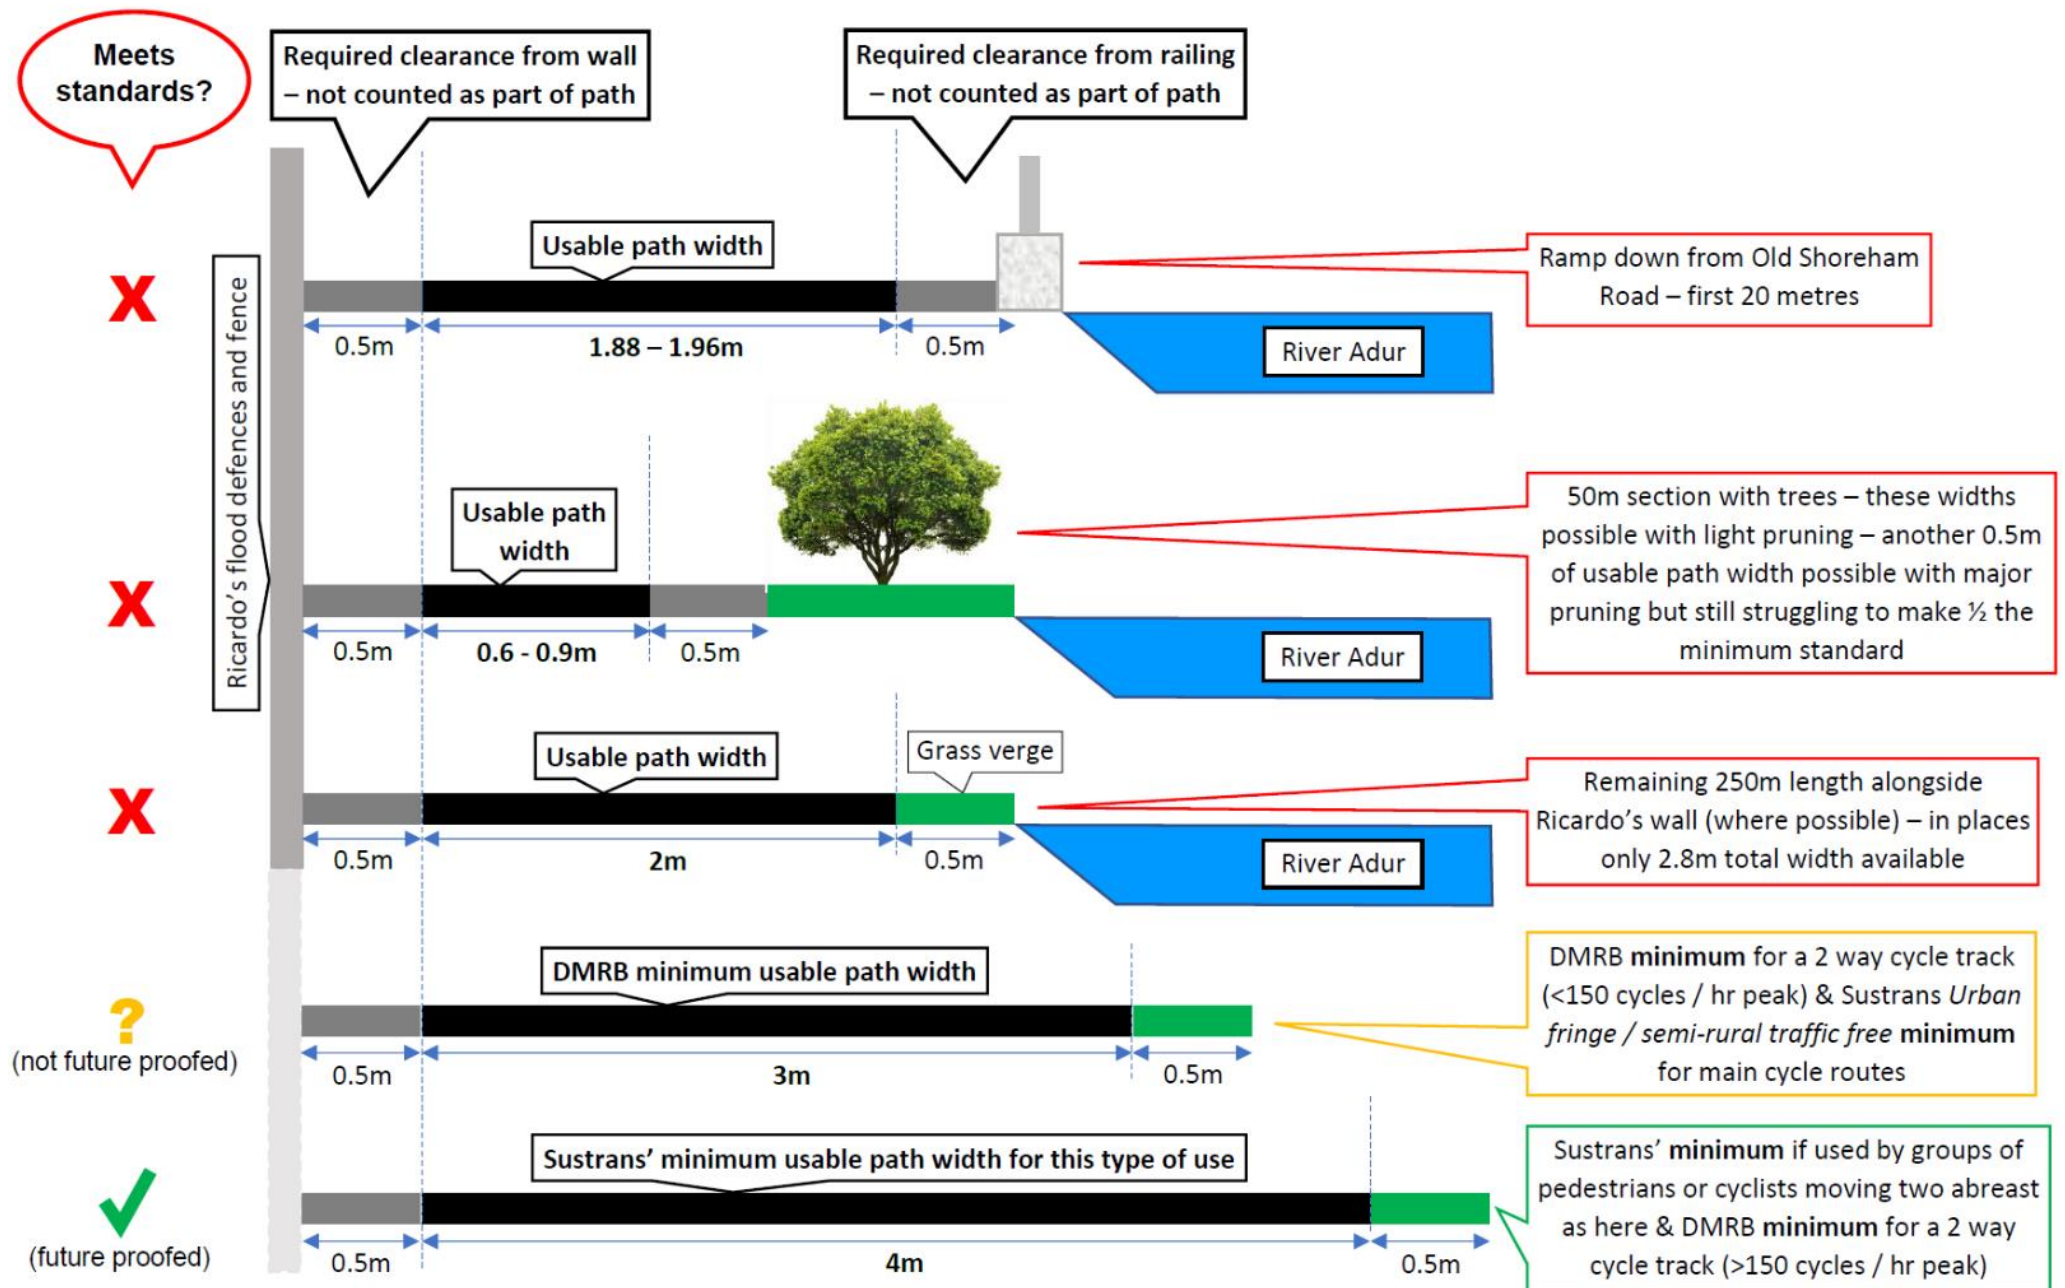 Meets
standards?
Required clearance from wall
– not counted as part of path
Required clearance from railing
– not counted as part of path
Ricardo's flood defences and fence
X
Usable path width
0.5m
1.88 – 1.96m
0.5m
River Adur
Ramp down from Old Shoreham
Road – first 20 metres
X
Usable path
width
0.5m
0.6 - 0.9m
0.5m
River Adur
50m section with trees – these widths
possible with light pruning – another 0.5m
of usable path width possible with major
pruning but still struggling to make ½ the
minimum standard
X
Usable path width
Grass verge
0.5m
2m
0.5m
River Adur
Remaining 250m length alongside
Ricardo's wall (where possible) – in places
only 2.8m total width available
?
(not future proofed)
DMRB minimum usable path width
0.5m
3m
0.5m
DMRB minimum for a 2 way cycle track
(<150 cycles / hr peak) & Sustrans Urban
fringe / semi-rural traffic free minimum
for main cycle routes
(future proofed)
Sustrans' minimum usable path width for this type of use
0.5m
4m
0.5m
Sustrans' minimum if used by groups of
pedestrians or cyclists moving two abreast
as here & DMRB minimum for a 2 way
cycle track (>150 cycles / hr peak)